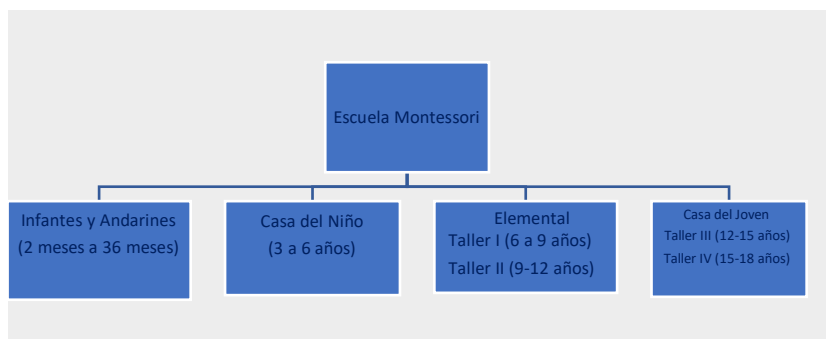 Escuela Montessori
Infantes y Andarines
(2 meses a 36 meses)
Casa del Niño
(3 a 6 años)
Elemental
Taller I (6 a 9 años)
Taller II (9-12 años)
Casa del Joven
Taller III (12-15 años)
Taller IV (15-18 años)